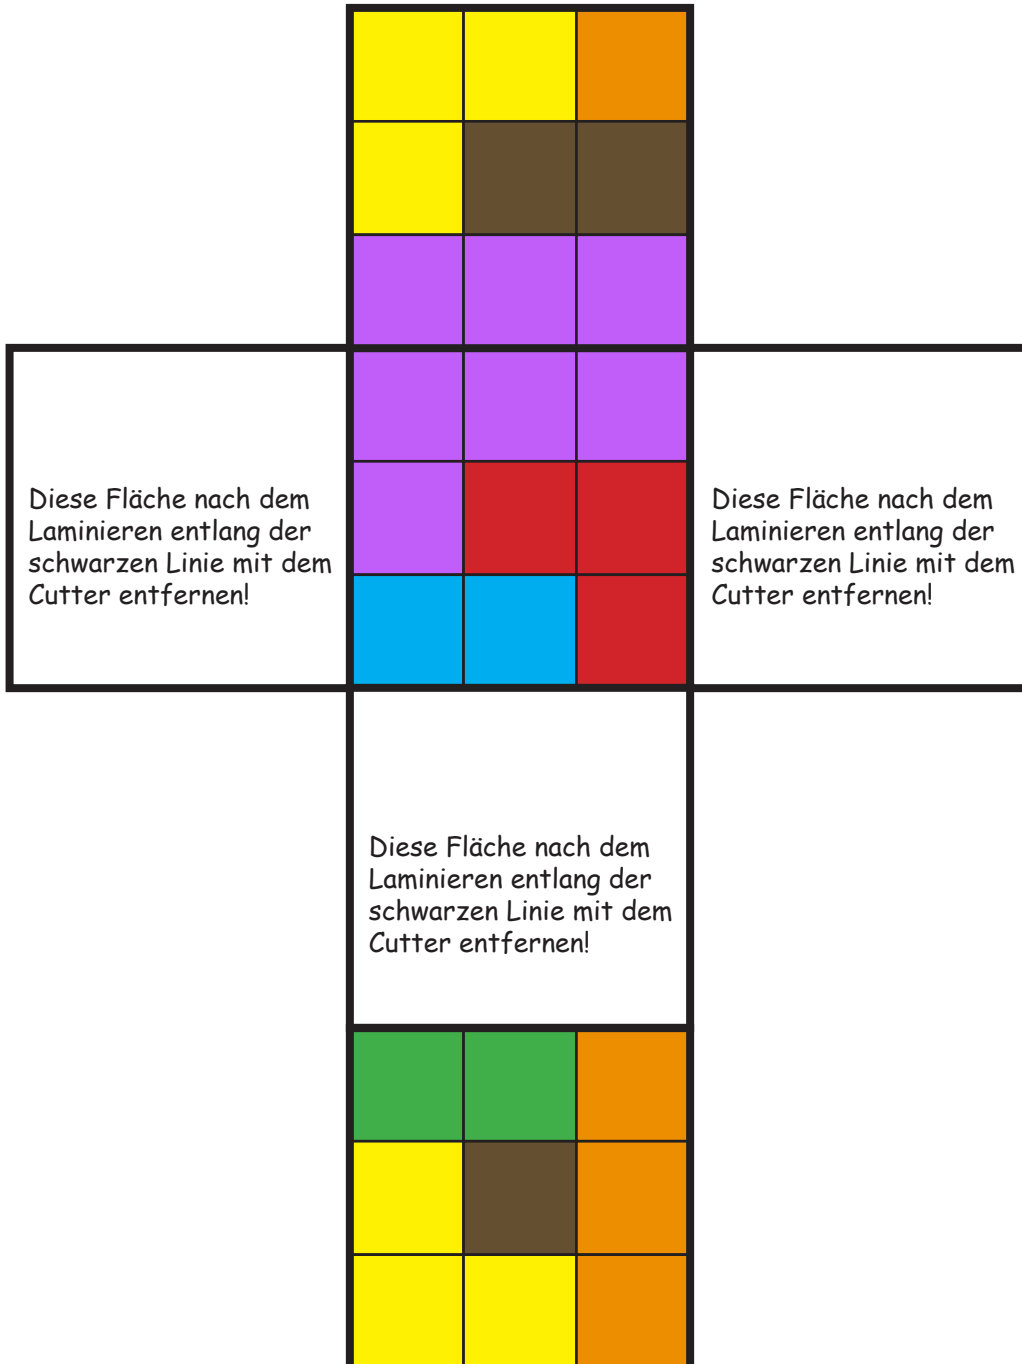 Diese Fläche nach dem
Laminieren entlang der
schwarzen Linie mit dem
Cutter entfernen!
Diese Fläche nach dem
Laminieren entlang der
schwarzen Linie mit dem
Cutter entfernen!
Diese Fläche nach dem
Laminieren entlang der
schwarzen Linie mit dem
Cutter entfernen!